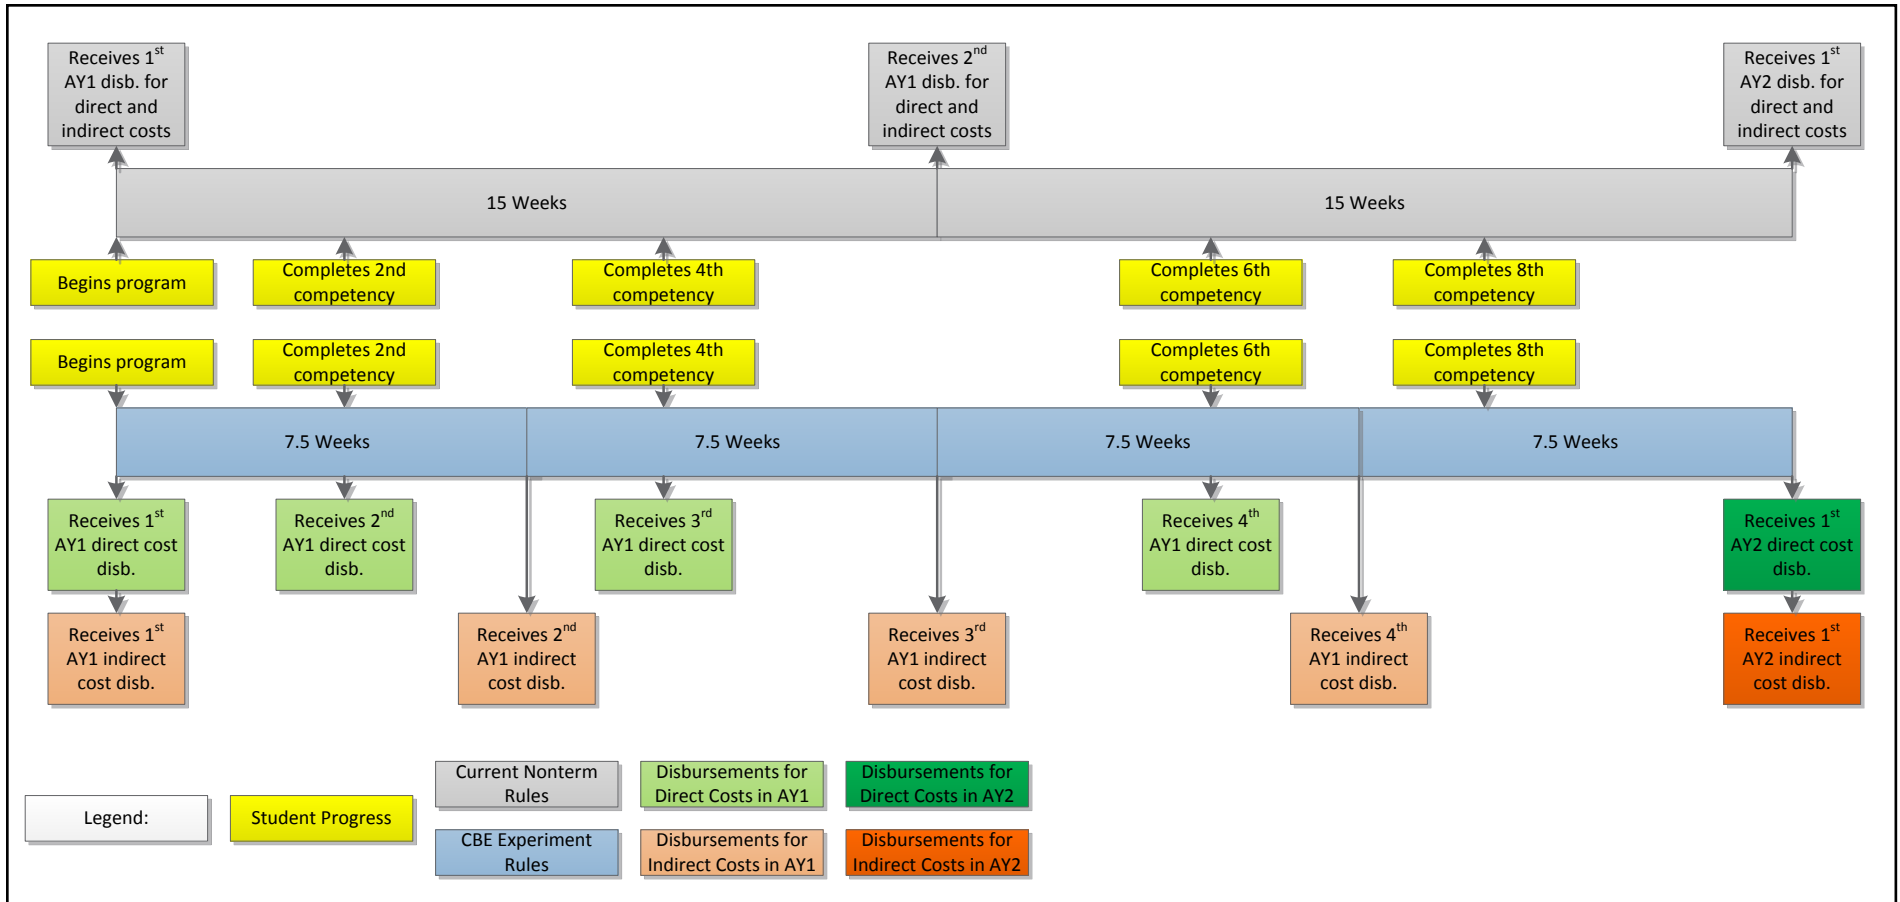 Receives 1st
AY1 disb. for
direct and
indirect costs
Receives 2nd
AY1 disb. for
direct and
indirect costs
Receives 1st
AY2 disb. for
direct and
indirect costs
15 Weeks
15 Weeks
Begins program
Completes 2nd
competency
Completes 4th
competency
Completes 6th
competency
Completes 8th
competency
Begins program
Completes 2nd
competency
Completes 4th
competency
Completes 6th
competency
Completes 8th
competency
7.5 Weeks
7.5 Weeks
7.5 Weeks
7.5 Weeks
Receives 1st
AY1 direct cost
disb.
Receives 2nd
AY1 direct cost
disb.
Receives 3rd
AY1 direct cost
disb.
Receives 4th
AY1 direct cost
disb.
Receives 1st
AY2 direct cost
disb.
Receives 1st
AY1 indirect
cost disb.
Receives 2nd
AY1 indirect
cost disb.
Receives 3rd
AY1 indirect
cost disb.
Receives 4th
AY1 indirect
cost disb.
Receives 1st
AY2 indirect
cost disb.
Legend:
Student Progress
Current Nonterm
Rules
Disbursements for
Direct Costs in AY1
Disbursements for
Direct Costs in AY2
CBE Experiment
Rules
Disbursements for
Indirect Costs in AY1
Disbursements for
Indirect Costs in AY2